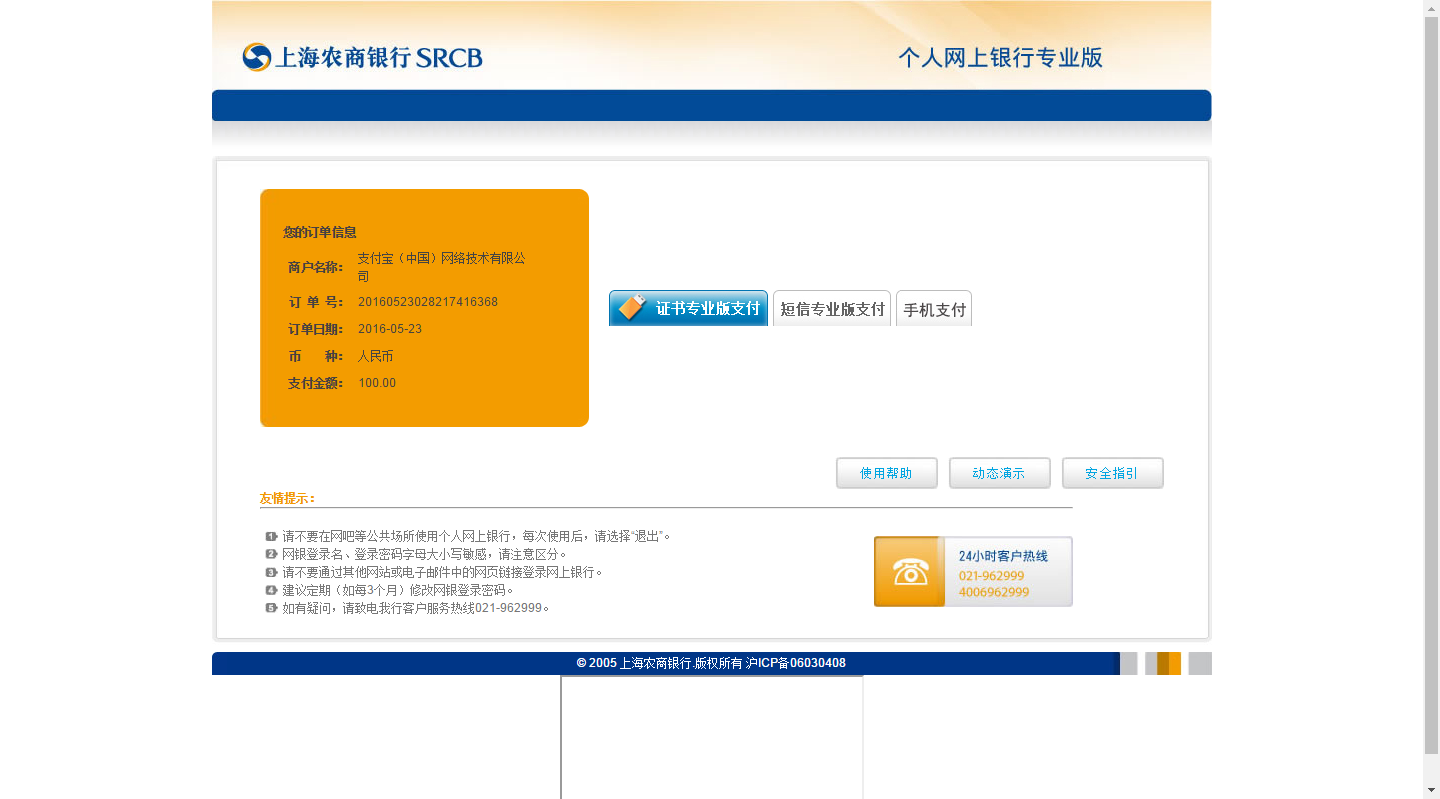 上海农商银行 SRCB
个人网上银行专业版
您的订单信息
商户名称： 支付宝（中国）网络技术有限公
司
订 单 号： 20160523028217416368
订单日期： 2016-05-23
币 种： 人民币
支付金额： 100.00
证书专业版支付
短信专业版支付
手机支付
使用帮助
动态演示
安全指引
友情提示：
1 请不要在网吧等公共场所使用个人网上银行，每次使用后，请选择“退出”。
2 网银登录名、登录密码字母大小写敏感，请注意区分。
3 请不要通过其他网站或电子邮件中的网页链接登录网上银行。
4 建议定期（如每3个月）修改网银登录密码。
5 如有疑问，请致电我行客户服务热线021-962999。
24小时客户热线
021-962999
4006962999
© 2005 上海农商银行.版权所有 沪ICP备06030408